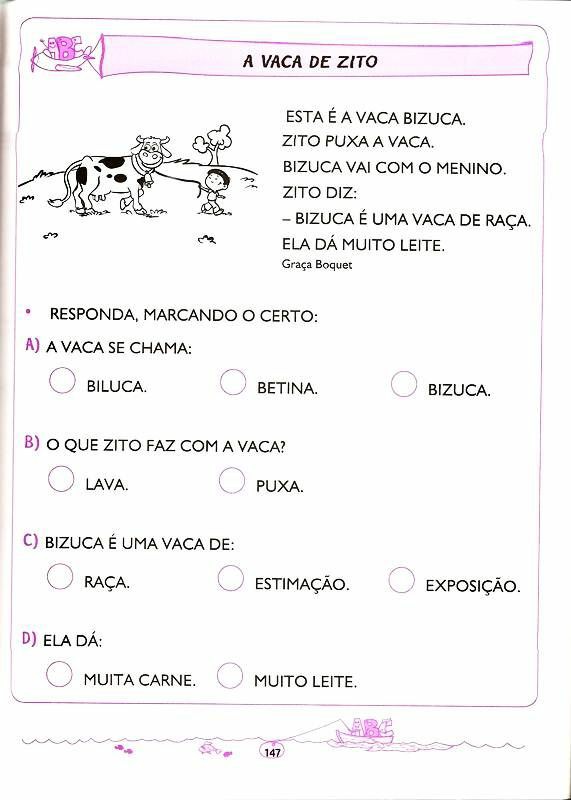 ABC
A VACA DE ZITO
ESTA É A VACA BIZUCA.
ZITO PUXA A VACA.
BIZUCA VAI COM O MENINO.
ZITO DIZ:
– BIZUCA É UMA VACA DE RAÇA.
ELA DÁ MUITO LEITE.
Graça Boquet
• RESPONDA, MARCANDO O CERTO:
A) A VACA SE CHAMA:
BILUCA. BETINA. BIZUCA.
B) O QUE ZITO FAZ COM A VACA?
LAVA. PUXA.
C) BIZUCA É UMA VACA DE:
RAÇA. ESTIMAÇÃO. EXPOSIÇÃO.
D) ELA DÁ:
MUITA CARNE. MUITO LEITE.
ABC
147